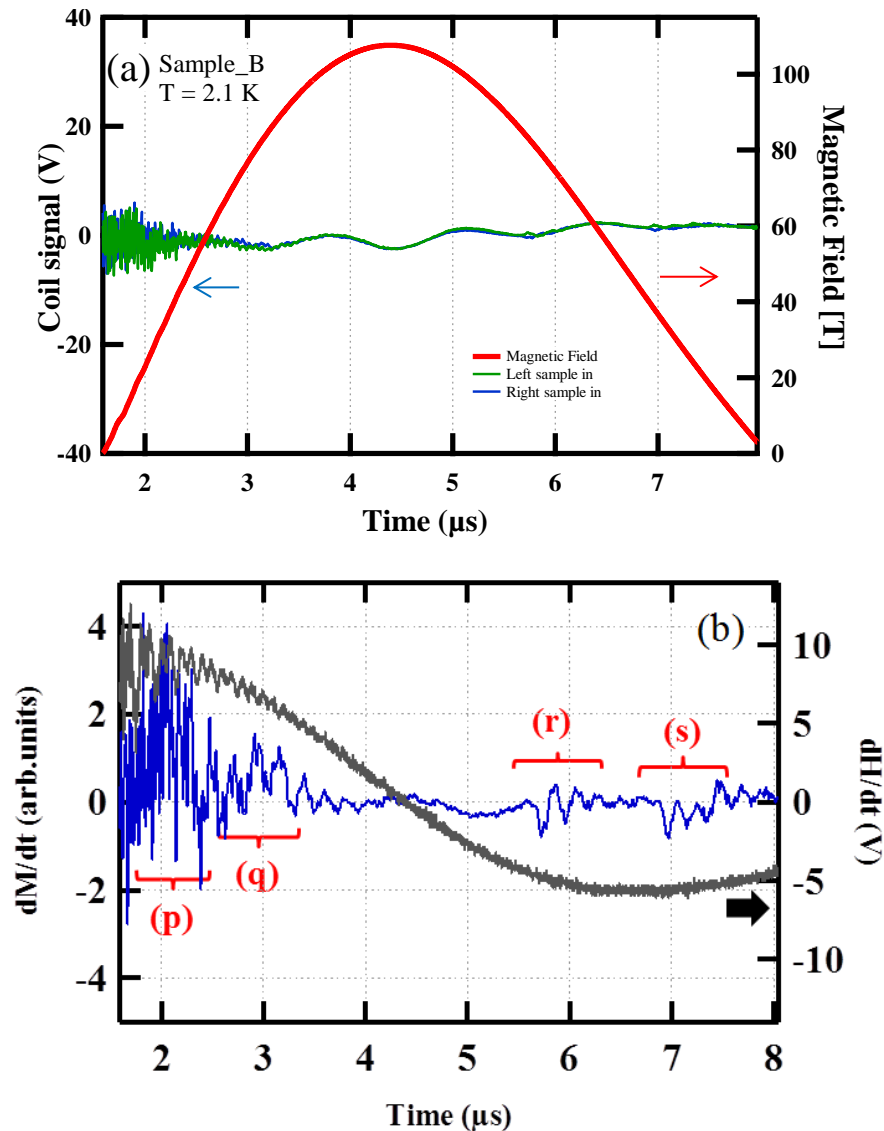 40
20
0
-20
-40
Coil signal (V)
(a)
Sample_B
T = 2.1 K
100
80
60
40
20
0
Magnetic Field [T]
Magnetic Field
Left sample in
Right sample in
2 3 4 5 6 7
Time (µs)
4
2
0
-2
-4
dM/dt (arb.units)
(b)
(p)
(q)
(r)
(s)
10
5
0
-5
-10
dH/dt (V)
2 3 4 5 6 7 8
Time (µs)